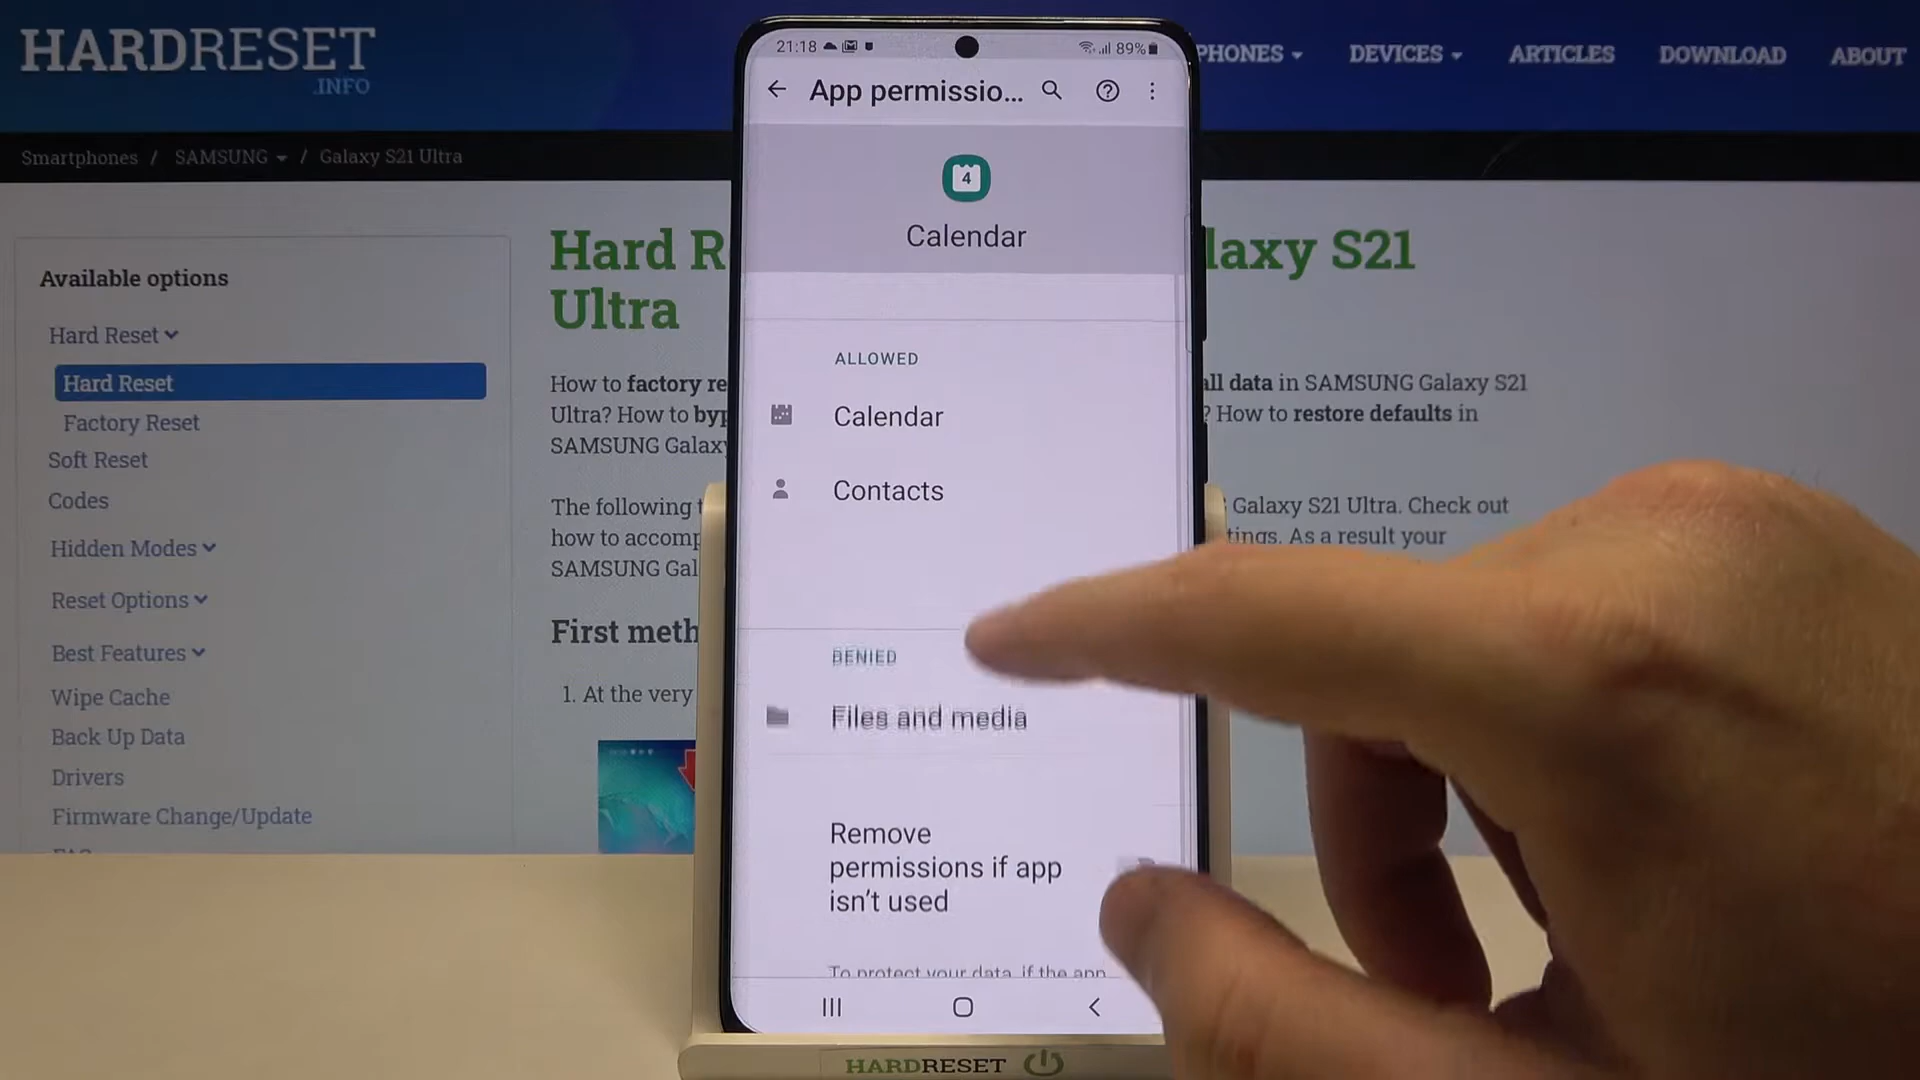 HARDRESET
.INFO
PHONES
DEVICES
ARTICLES
DOWNLOAD
ABOUT
Smartphones / SAMSUNG / Galaxy S21 Ultra
Available options
Hard Reset
Hard Reset
Factory Reset
Soft Reset
Codes
Hidden Modes
Reset Options
Best Features
Wipe Cache
Back Up Data
Drivers
Firmware Change/Update
Hard R
laxy S21
Ultra
How to factory re
all data in SAMSUNG Galaxy S21
Ultra? How to byp
? How to restore defaults in
SAMSUNG Galaxy
The following
Galaxy S21 Ultra. Check out
how to accomp
tings. As a result your
SAMSUNG Gal
First meth
1. At the very
21:18
89%
App permissio...
4
Calendar
ALLOWED
Calendar
Contacts
DENIED
Files and media
Remove
permissions if app
isn't used
To protect your data, if the app
HARDRESET